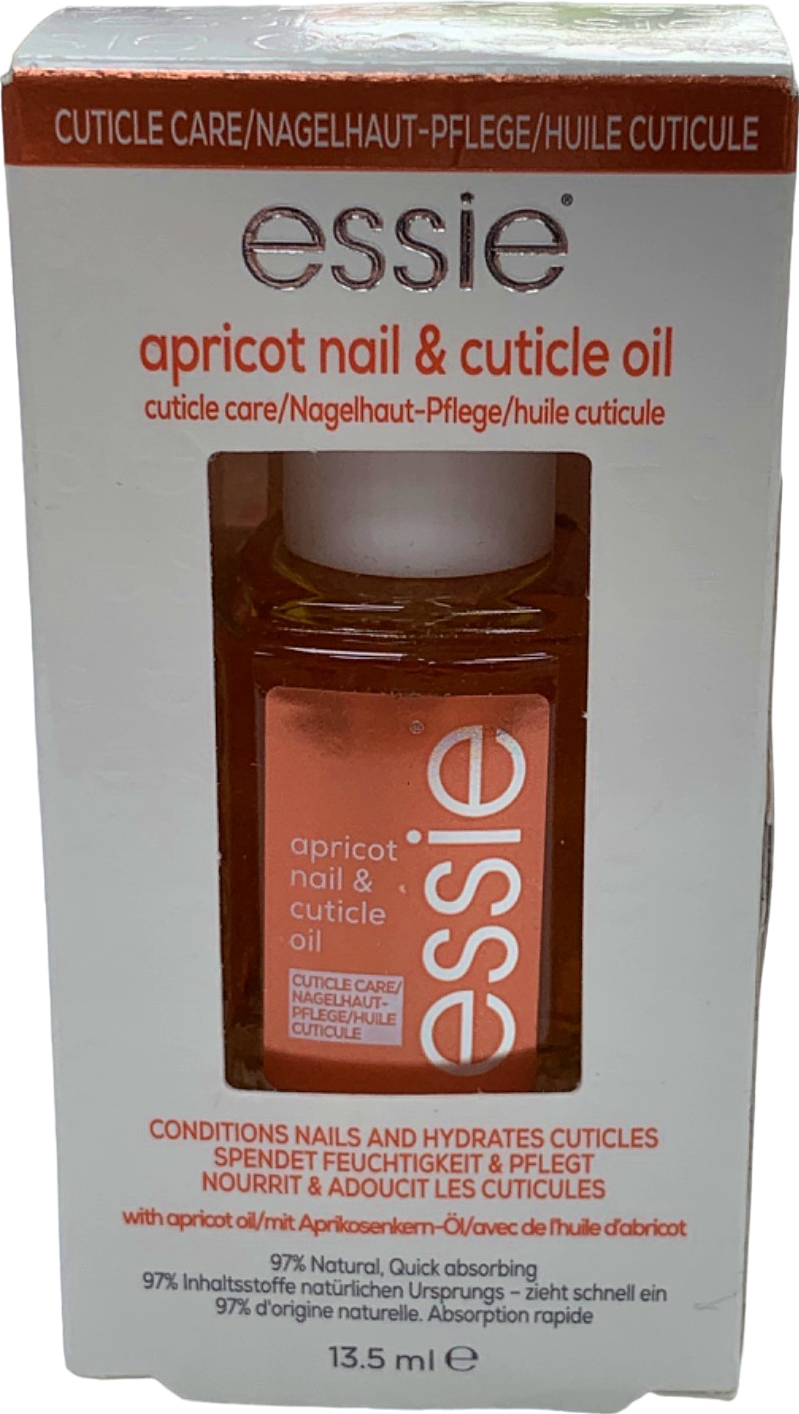 CUTICLE CARE/NAGELHAUT-PFLEGE/HUILE CUTICULE
essie®
apricot nail & cuticle oil
cuticle care/Nagelhaut-Pflege/huile cuticule
essie®
apricot
nail &
cuticle
oil
CUTICLE CARE/
NAGELHAUT-
PFLEGE/HUILE
CUTICULE
CONDITIONS NAILS AND HYDRATES CUTICLES
SPENDET FEUCHTIGKEIT & PFLEGT
NOURRIT & ADOUCIT LES CUTICULES
with apricot oil/mit Aprikosenkern-Öl/avec de l'huile d'abricot
97% Natural, Quick absorbing
97% Inhaltsstoffe natürlichen Ursprungs – zieht schnell ein
97% d'origine naturelle. Absorption rapide
13.5 ml ℮